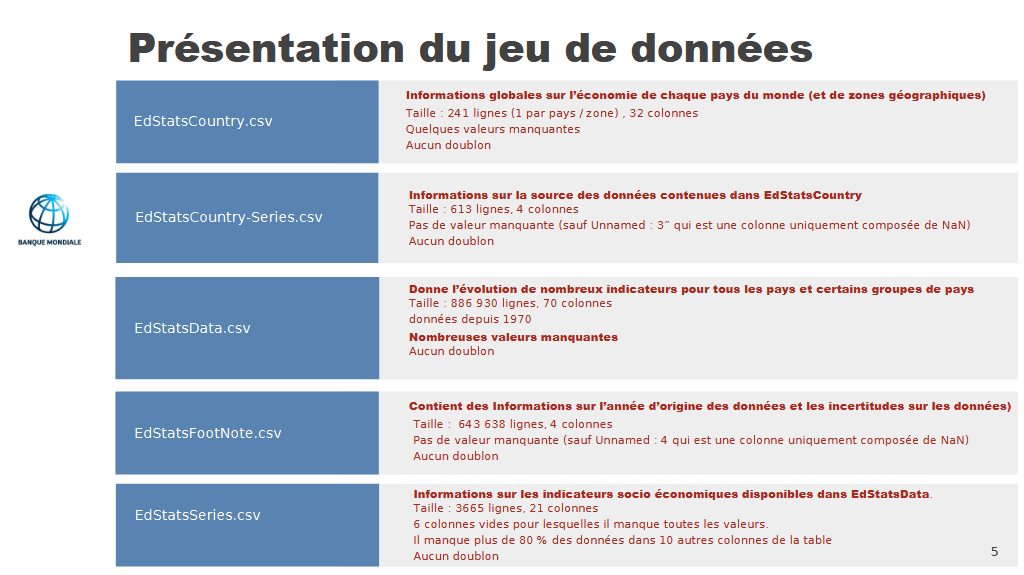 Présentation du jeu de données
EdStatsCountry.csv
Informations globales sur l’économie de chaque pays du monde (et de zones géographiques)
Taille : 241 lignes (1 par pays / zone) , 32 colonnes
Quelques valeurs manquantes
Aucun doublon
BANQUE MONDIALE
EdStatsCountry-Series.csv
Informations sur la source des données contenues dans EdStatsCountry
Taille : 613 lignes, 4 colonnes
Pas de valeur manquante (sauf Unnamed : 3” qui est une colonne uniquement composée de NaN)
Aucun doublon
EdStatsData.csv
Donne l’évolution de nombreux indicateurs pour tous les pays et certains groupes de pays
Taille : 886 930 lignes, 70 colonnes
données depuis 1970
Nombreuses valeurs manquantes
Aucun doublon
EdStatsFootNote.csv
Contient des Informations sur l’année d’origine des données et les incertitudes sur les données)
Taille :  643 638 lignes, 4 colonnes
Pas de valeur manquante (sauf Unnamed : 4 qui est une colonne uniquement composée de NaN)
Aucun doublon
EdStatsSeries.csv
Informations sur les indicateurs socio économiques disponibles dans EdStatsData.
Taille : 3665 lignes, 21 colonnes
6 colonnes vides pour lesquelles il manque toutes les valeurs.
Il manque plus de 80 % des données dans 10 autres colonnes de la table
Aucun doublon
5